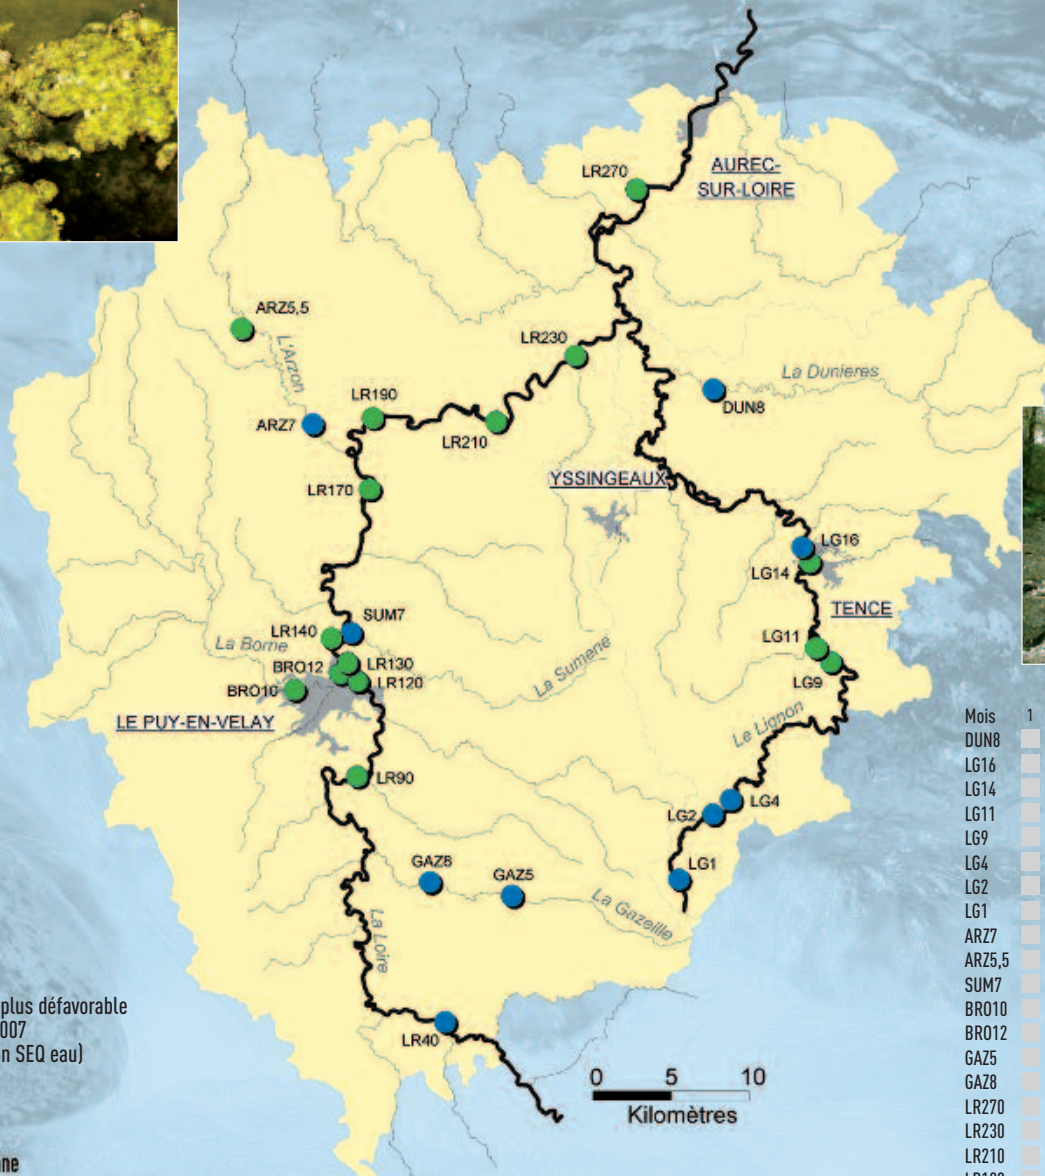 AUREC-
SUR-LOIRE
LR270
ARZ5,5
L'Arzon
LR230
LR190
La Dunieres
DUN8
ARZ7
LR210
YSSINGEAUX
LR170
LG16
LG14
TENCE
SUM7
LR140
La Borne
LG11
BRO12
LR130
LR120
BRO10
La Sumene
LG9
LE PUY-EN-VELAY
Le Lignon
LR90
LG4
LG2
GAZ8
GAZ5
LG1
La Gazeille
La Loire
LR40
0 5 10
Kilomètres
plus défavorable
007
n SEQ eau)
ne
Mois 1
DUN8
LG16
LG14
LG11
LG9
LG4
LG2
LG1
ARZ7
ARZ5,5
SUM7
BRO10
BRO12
GAZ5
GAZ8
LR270
LR230
LR210